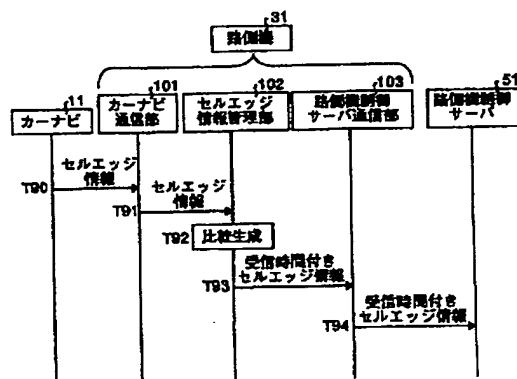 31
路側機
11
101
102
103
51
カーナビ
カーナビ
通信部
セルエッジ
情報管理部
路側機制御
サーバ通信部
路側機制御
サーバ
T90
セルエッジ
情報
T91
セルエッジ
情報
T92
比較生成
T93
受信時間付き
セルエッジ情報
T94
受信時間付き
セルエッジ情報